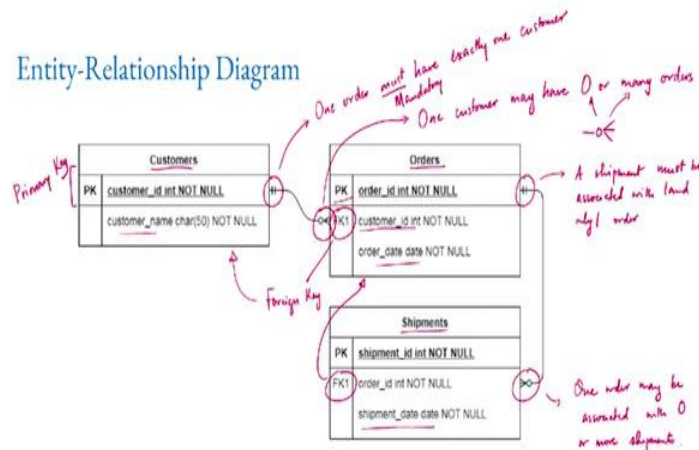 Entity-Relationship Diagram
One order must have exactly one customer
Mandatory
One customer may have 0 or many orders
Primary Key
Customers
PK customer_id int NOT NULL
customer_name char(50) NOT NULL
Orders
PK order_id int NOT NULL
FK1 customer_id int NOT NULL
order_date date NOT NULL
A shipment must be
associated with 1 (and
only) 1 order
Foreign Key
Shipments
PK shipment_id int NOT NULL
FK1 order_id int NOT NULL
shipment_date date NOT NULL
One order may be
associated with 0
or more shipments.